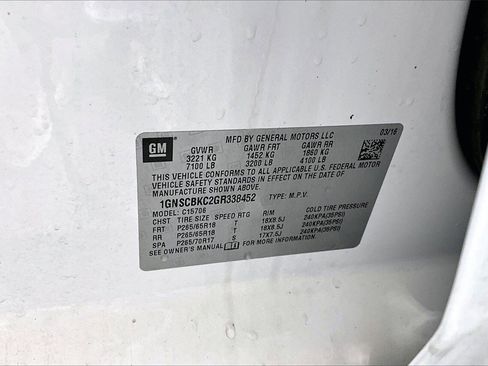 GM
MFD BY GENERAL MOTORS LLC
03/16
GVWR GAWR FRT GAWR RR
3221 KG 1452 KG 1860 KG
7100 LB 3200 LB 4100 LB
THIS VEHICLE CONFORMS TO ALL APPLICABLE U.S. FEDERAL MOTOR
VEHICLE SAFETY STANDARDS IN EFFECT ON THE DATE OF
MANUFACTURE SHOWN ABOVE.
1GNSCBKC2GR338452 TYPE: M.P.V.
CHST: C15706
TIRE SIZE SPEED RTG RIM COLD TIRE PRESSURE
FRT P265/65R18 T 18X8.5J 240KPA(35PSI)
RR P265/65R18 T 18X8.5J 240KPA(35PSI)
SPA P265/70R17 S 17X7.5J 240KPA(35PSI)
SEE OWNER'S MANUAL FOR ADDITIONAL INFORMATION.